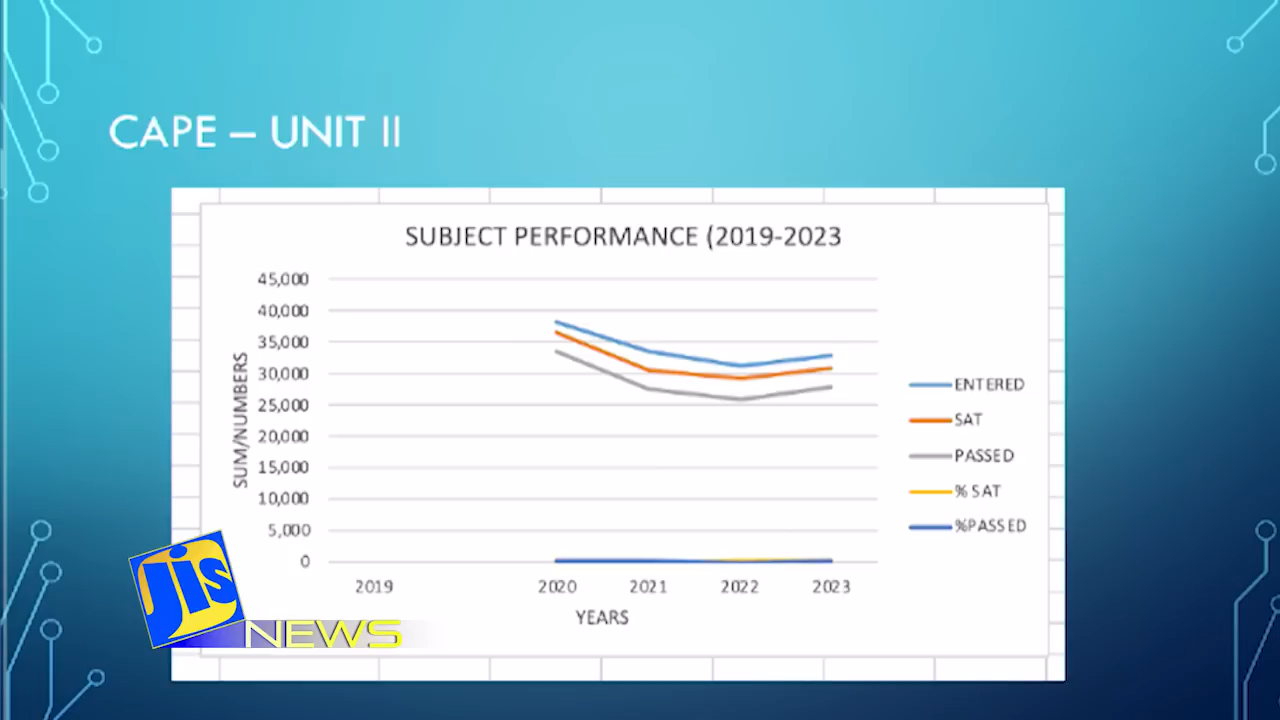 CAPE – UNIT II
SUBJECT PERFORMANCE (2019-2023
45,000
40,000
35,000
30,000
25,000
20,000
15,000
10,000
5,000
0
SUM/NUMBERS
2019 2020 2021 2022 2023
YEARS
ENTERED
SAT
PASSED
% SAT
%PASSED
jis
NEWS